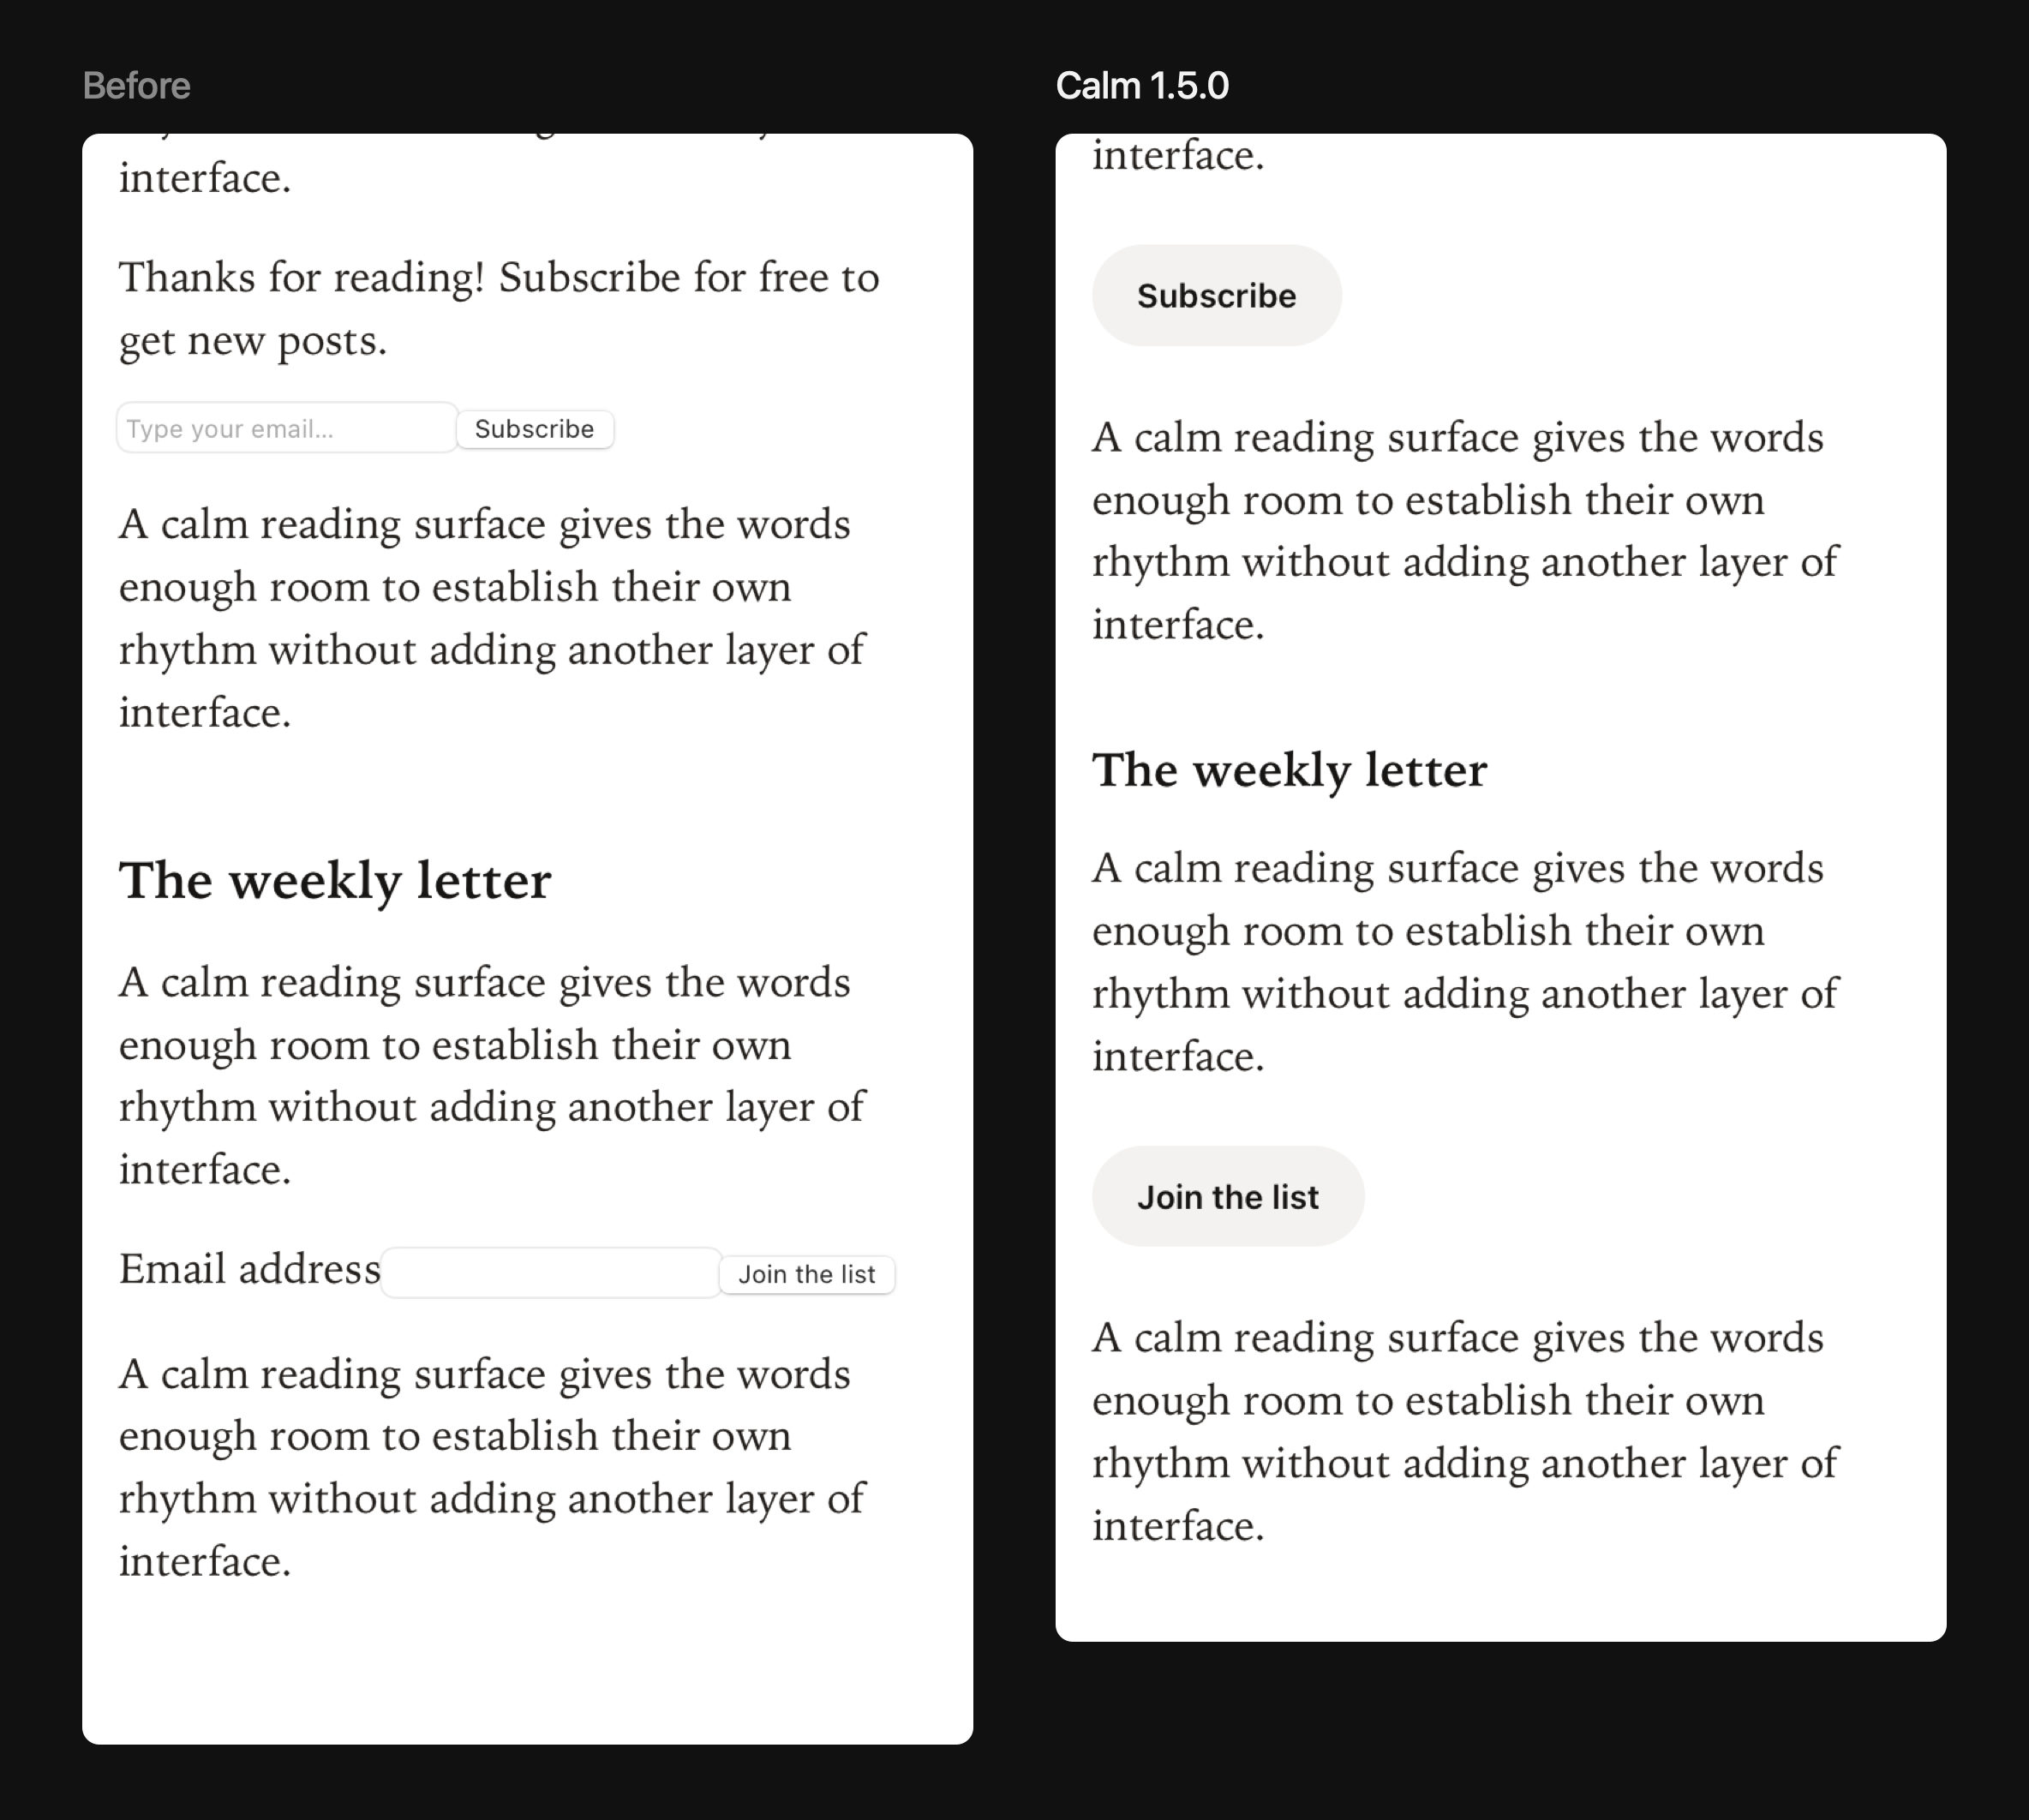 Before
interface.
Thanks for reading! Subscribe for free to
get new posts.
Type your email...
Subscribe
A calm reading surface gives the words
enough room to establish their own
rhythm without adding another layer of
interface.
The weekly letter
A calm reading surface gives the words
enough room to establish their own
rhythm without adding another layer of
interface.
Email address
Join the list
A calm reading surface gives the words
enough room to establish their own
rhythm without adding another layer of
interface.
Calm 1.5.0
interface.
Subscribe
A calm reading surface gives the words
enough room to establish their own
rhythm without adding another layer of
interface.
The weekly letter
A calm reading surface gives the words
enough room to establish their own
rhythm without adding another layer of
interface.
Join the list
A calm reading surface gives the words
enough room to establish their own
rhythm without adding another layer of
interface.